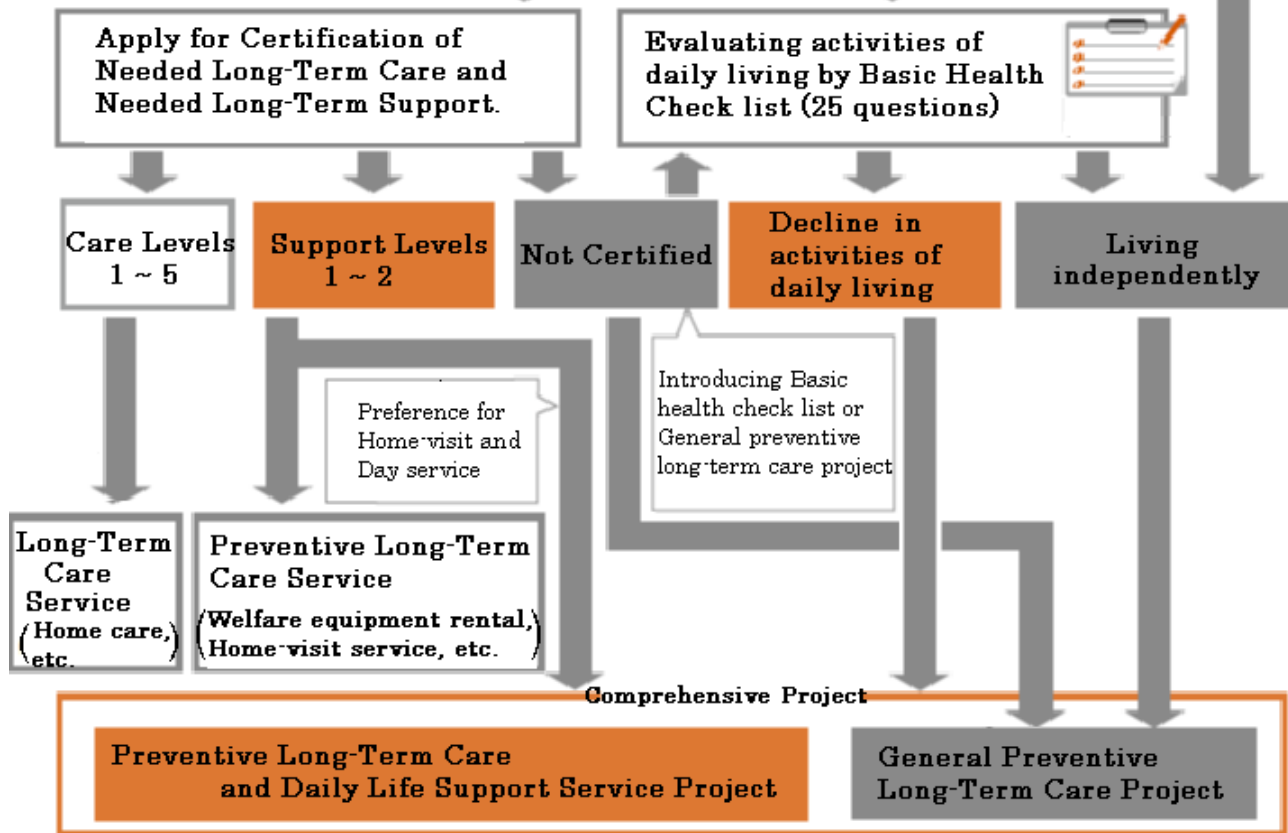 Apply for Certification of
Needed Long-Term Care and
Needed Long-Term Support.
Evaluating activities of
daily living by Basic Health
Check list (25 questions)
Care Levels
1 ~ 5
Support Levels
1 ~ 2
Not Certified
Decline in
activities of
daily living
Living
independently
Preference for
Home-visit and
Day service
Introducing Basic
health check list or
General preventive
long-term care project
Long-Term
Care
Service
(Home care,
etc.)
Preventive Long-Term
Care Service
(Welfare equipment rental,
Home-visit service, etc.)
Comprehensive Project
Preventive Long-Term Care
and Daily Life Support Service Project
General Preventive
Long-Term Care Project